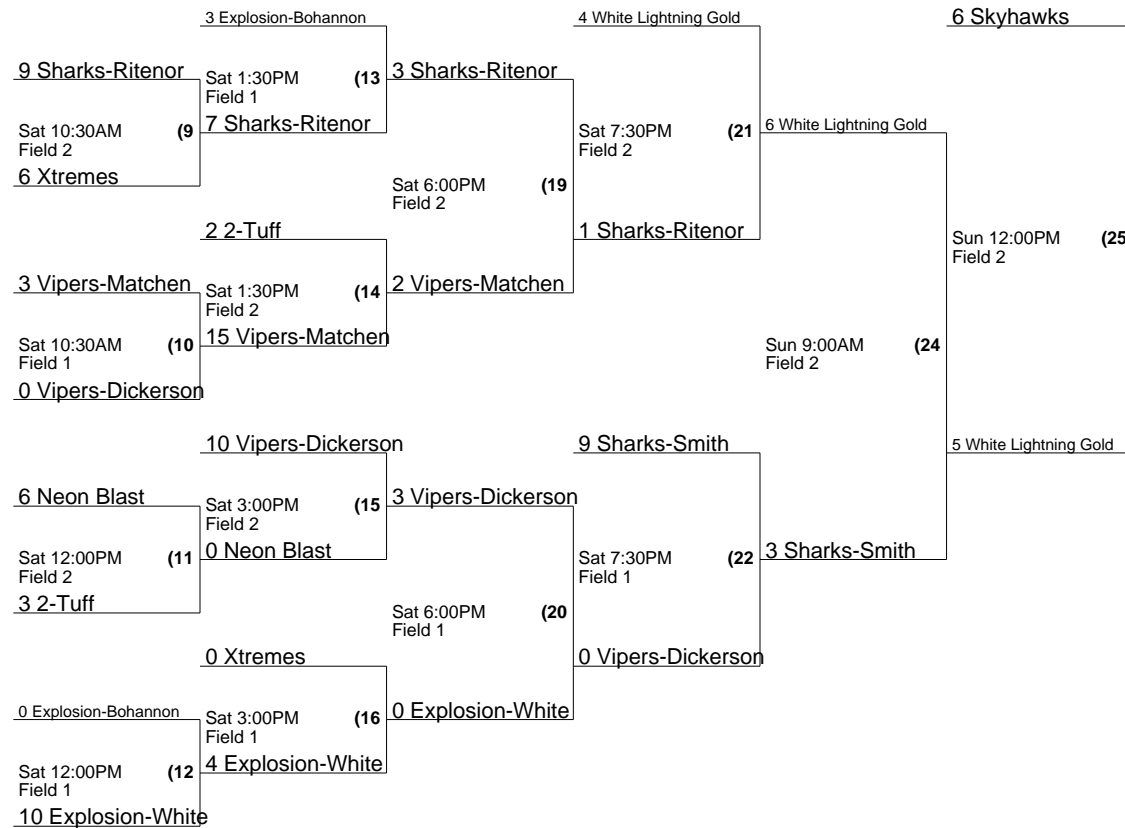 3 Explosion-Bohannon
4 White Lightning Gold
6 Skyhawks
9 Sharks-Ritenor
Sat 1:30PM (13
Field 1
3 Sharks-Ritenor
Sat 10:30AM (9
Field 2
7 Sharks-Ritenor
Sat 7:30PM (21
Field 2
6 White Lightning Gold
6 Xtremes
Sat 6:00PM (19
Field 2
2 2-Tuff
1 Sharks-Ritenor
Sun 12:00PM (25
Field 2
3 Vipers-Matchen
Sat 1:30PM (14
Field 2
2 Vipers-Matchen
Sat 10:30AM (10
Field 1
15 Vipers-Matchen
Sun 9:00AM (24
Field 2
0 Vipers-Dickerson
10 Vipers-Dickerson
9 Sharks-Smith
5 White Lightning Gold
6 Neon Blast
Sat 3:00PM (15
Field 2
3 Vipers-Dickerson
Sat 12:00PM (11
Field 2
0 Neon Blast
Sat 7:30PM (22
Field 1
3 Sharks-Smith
3 2-Tuff
Sat 6:00PM (20
Field 1
0 Xtremes
0 Vipers-Dickerson
0 Explosion-Bohannon
Sat 3:00PM (16
Field 1
0 Explosion-White
Sat 12:00PM (12
Field 1
4 Explosion-White
10 Explosion-White